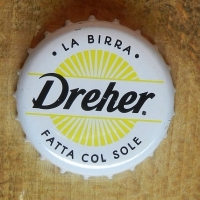 · LA BIRRA ·
Dreher
FATTA COL SOLE